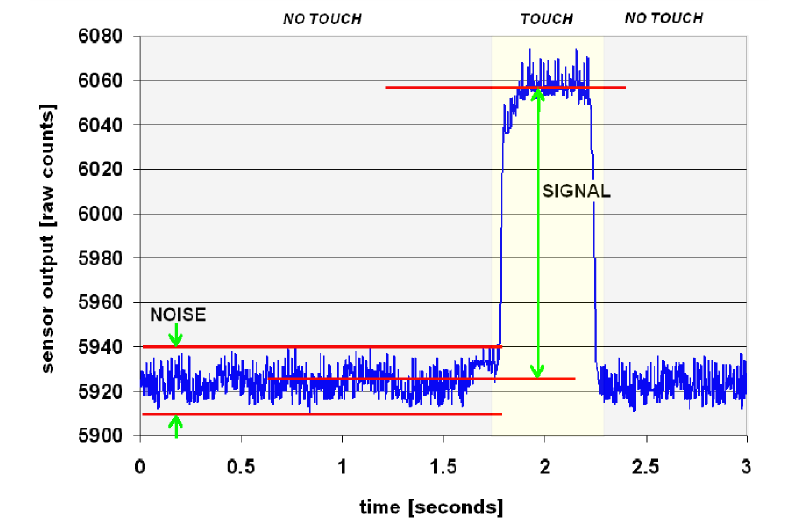 NO TOUCH TOUCH NO TOUCH
6080
6060
6040
6020
6000
5980
5960
5940
5920
5900
sensor output [raw counts]
SIGNAL
NOISE
0 0.5 1 1.5 2 2.5 3
time [seconds]